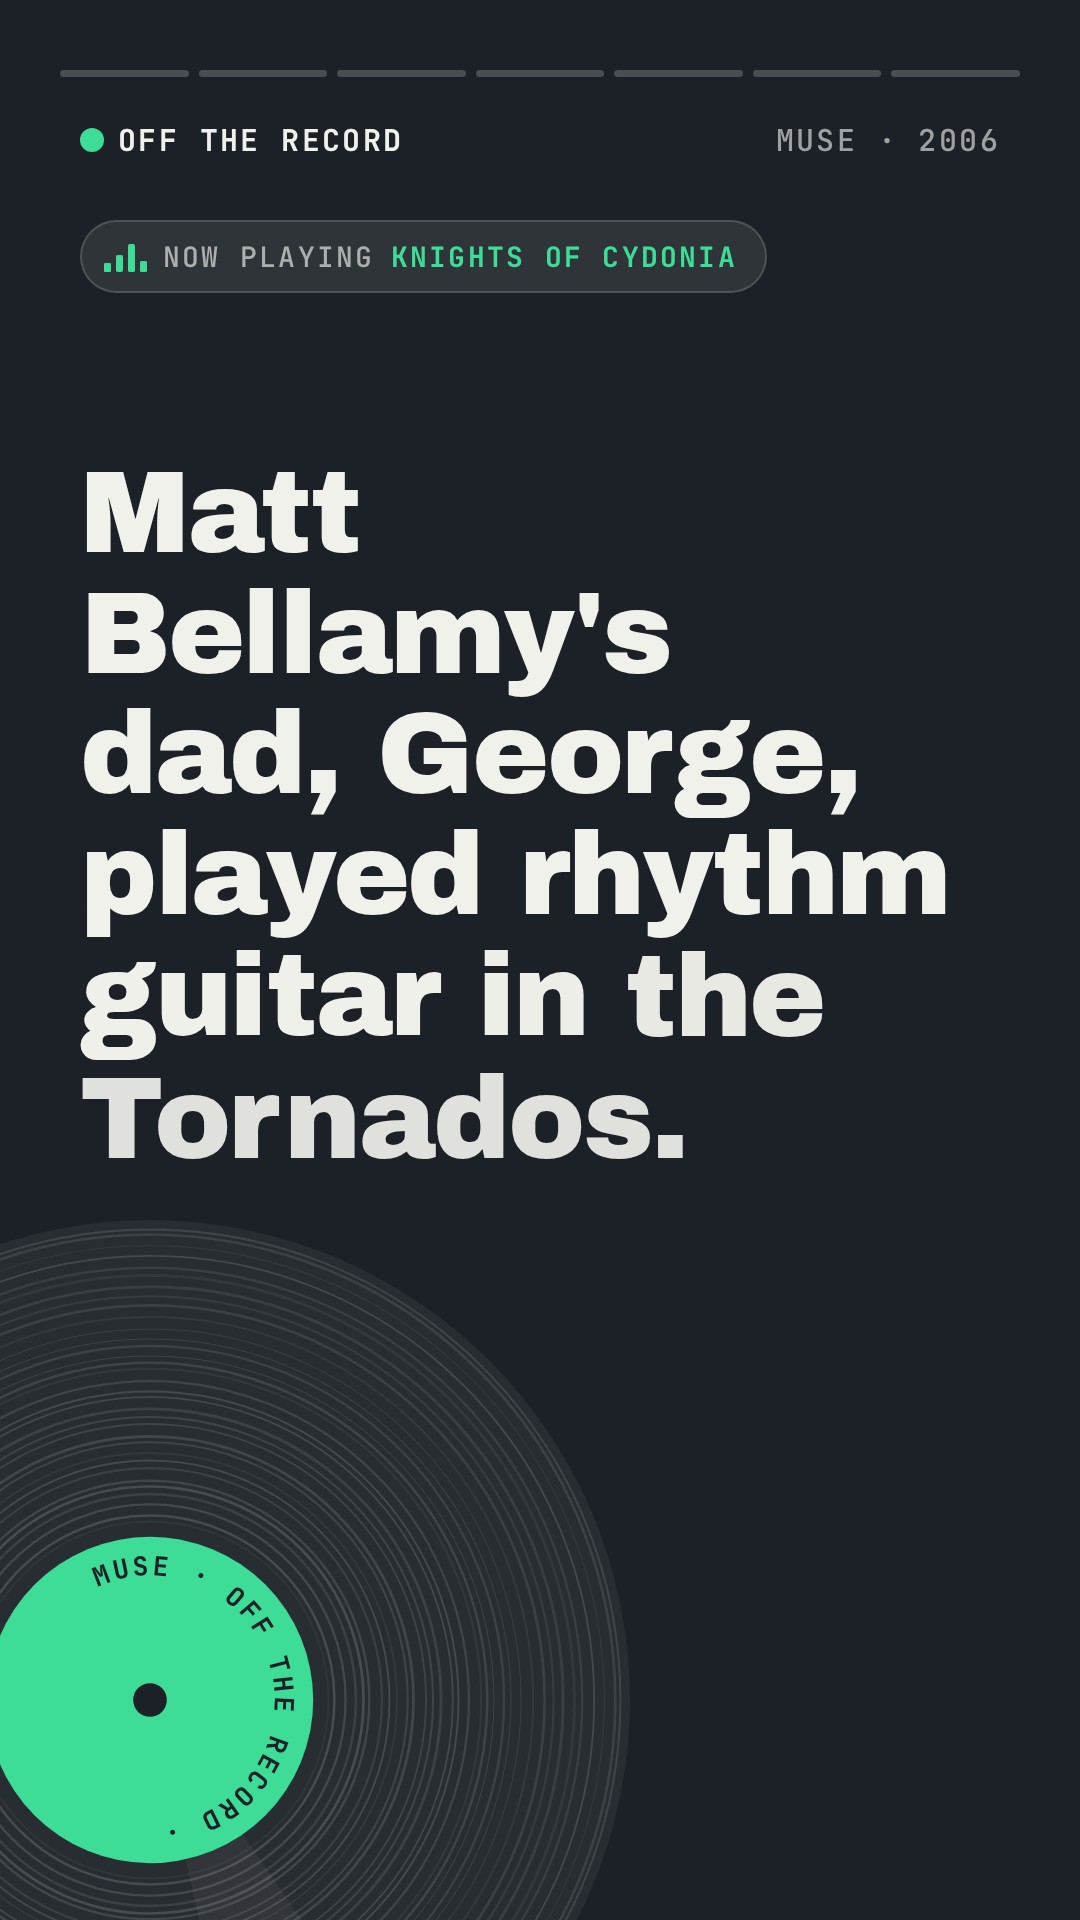 OFF THE RECORD
MUSE · 2006
NOW PLAYING KNIGHTS OF CYDONIA
Matt
Bellamy's
dad, George,
played rhythm
guitar in the
Tornados.
MUSE · OFF THE RECORD ·